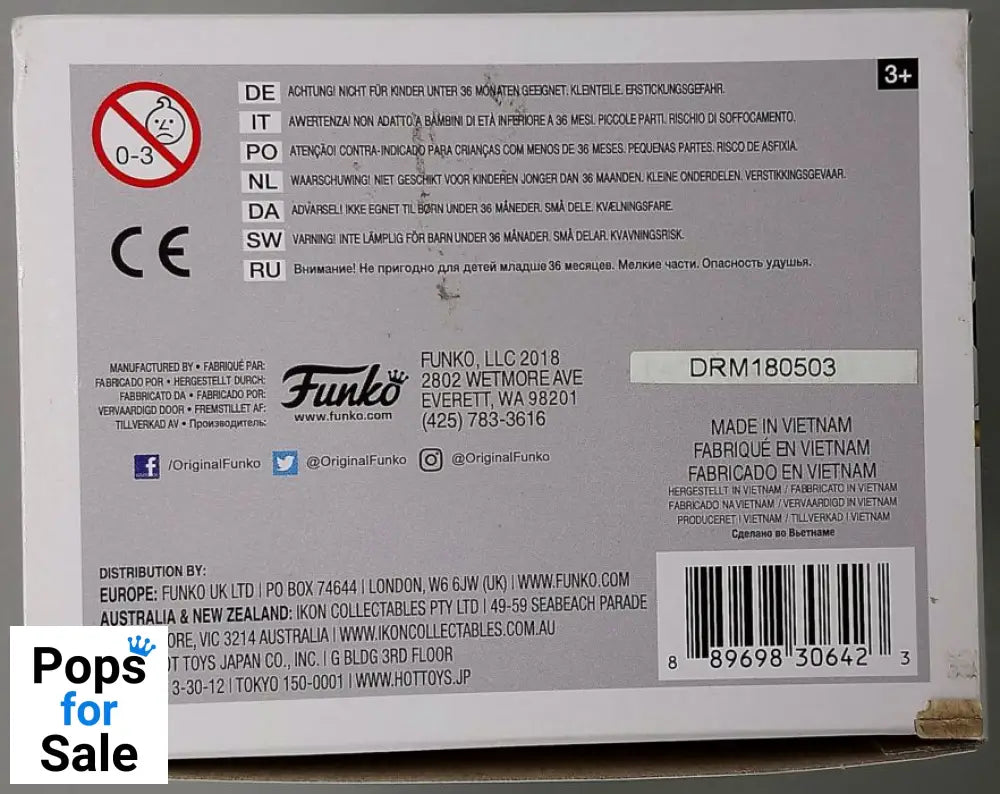 3+
0-3
DE ACHTUNG! NICHT FÜR KINDER UNTER 36 MONATEN GEEIGNET. KLEINTEILE. ERSTICKUNGSGEFAHR.
IT AWERTENZA! NON ADATTO A BAMBINI DI ETÀ INFERIORE A 36 MESI. PICCOLE PARTI. RISCHIO DI SOFFOCAMENTO.
PO ATENÇÃO! CONTRA-INDICADO PARA CRIANÇAS COM MENOS DE 36 MESES. PEQUENAS PARTES. RISCO DE ASFIXIA.
NL WAARSCHUWING! NIET GESCHIKT VOOR KINDEREN JONGER DAN 36 MAANDEN. KLEINE ONDERDELEN. VERSTIKKINGSGEVAAR.
DA ADVARSEL! IKKE EGNET TIL BØRN UNDER 36 MÅNEDER. SMÅ DELE. KVÆLNINGSFARE.
SW VARNING! INTE LÄMPLIG FÖR BARN UNDER 36 MÅNADER. SMÅ DELAR. KVAVNINGSRISK.
RU Внимание! Не пригодно для детей младше 36 месяцев. Мелкие части. Опасность удушья.
CE
MANUFACTURED BY • FABRIQUÉ PAR:
FABRICADO POR • HERGESTELLT DURCH:
FABBRICATO DA • FABRICADO POR:
VERVAARDIGD DOOR • FREMSTILLET AF:
TILLVERKAD AV • Производитель:
Funko
www.funko.com
FUNKO, LLC 2018
2802 WETMORE AVE
EVERETT, WA 98201
(425) 783-3616
DRM180503
/OriginalFunko @OriginalFunko @OriginalFunko
MADE IN VIETNAM
FABRIQUÉ EN VIETNAM
FABRICADO EN VIETNAM
HERGESTELLT IN VIETNAM / FABBRICATO IN VIETNAM
FABRICADO NA VIETNAM / VERVAARDIGD IN VIETNAM
PRODUCERET I VIETNAM / TILLVERKAD I VIETNAM
Сделано во Вьетнаме
DISTRIBUTION BY:
EUROPE: FUNKO UK LTD | PO BOX 74644 | LONDON, W6 6JW (UK) | WWW.FUNKO.COM
AUSTRALIA & NEW ZEALAND: IKON COLLECTABLES PTY LTD | 49-59 SEABEACH PARADE
ORE, VIC 3214 AUSTRALIA | WWW.IKONCOLLECTABLES.COM.AU
OT TOYS JAPAN CO., INC. | G BLDG 3RD FLOOR
3-30-12 | TOKYO 150-0001 | WWW.HOTTOYS.JP
8 89698 30642 3
Pops
for
Sale